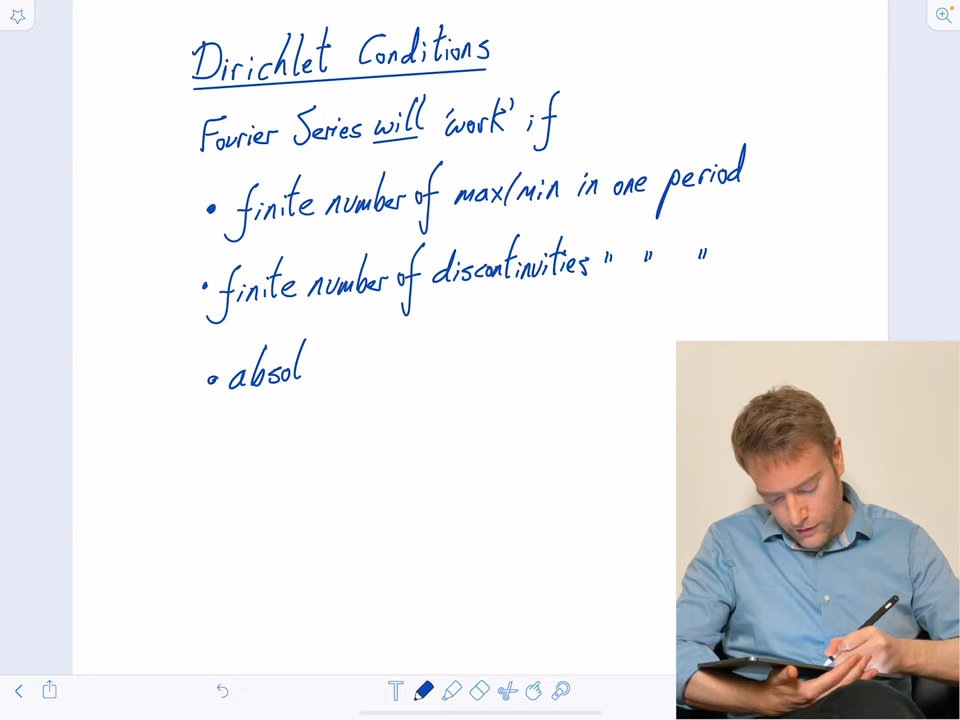 Dirichlet Conditions
Fourier Series will 'work' if
• finite number of max/min in one period
• finite number of discontinuities " " "
• absol